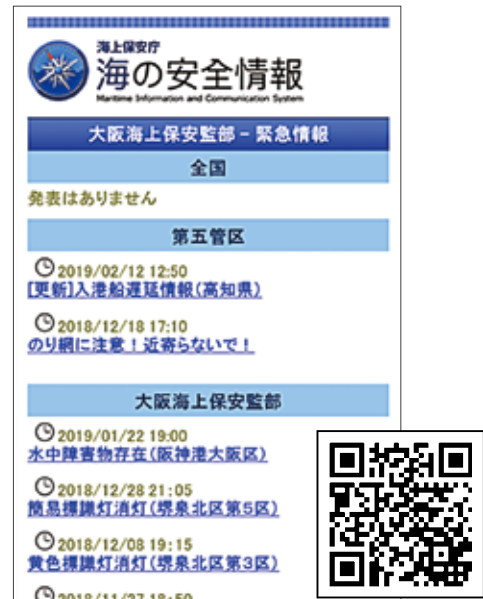 海上保安庁
海の安全情報
Maritime Information and Communication System
大阪海上保安監部－緊急情報
全国
発表はありません
第五管区
2019/02/12 12:50
[更新]入港船遅延情報(高知県)
2018/12/18 17:10
のり網に注意！近寄らないで！
大阪海上保安監部
2019/01/22 19:00
水中障害物存在(阪神港大阪区)
2018/12/28 21:05
簡易標識灯消灯(堺泉北区第5区)
2018/12/08 19:15
黄色標識灯消灯(堺泉北区第3区)
2018/11/27 18:50